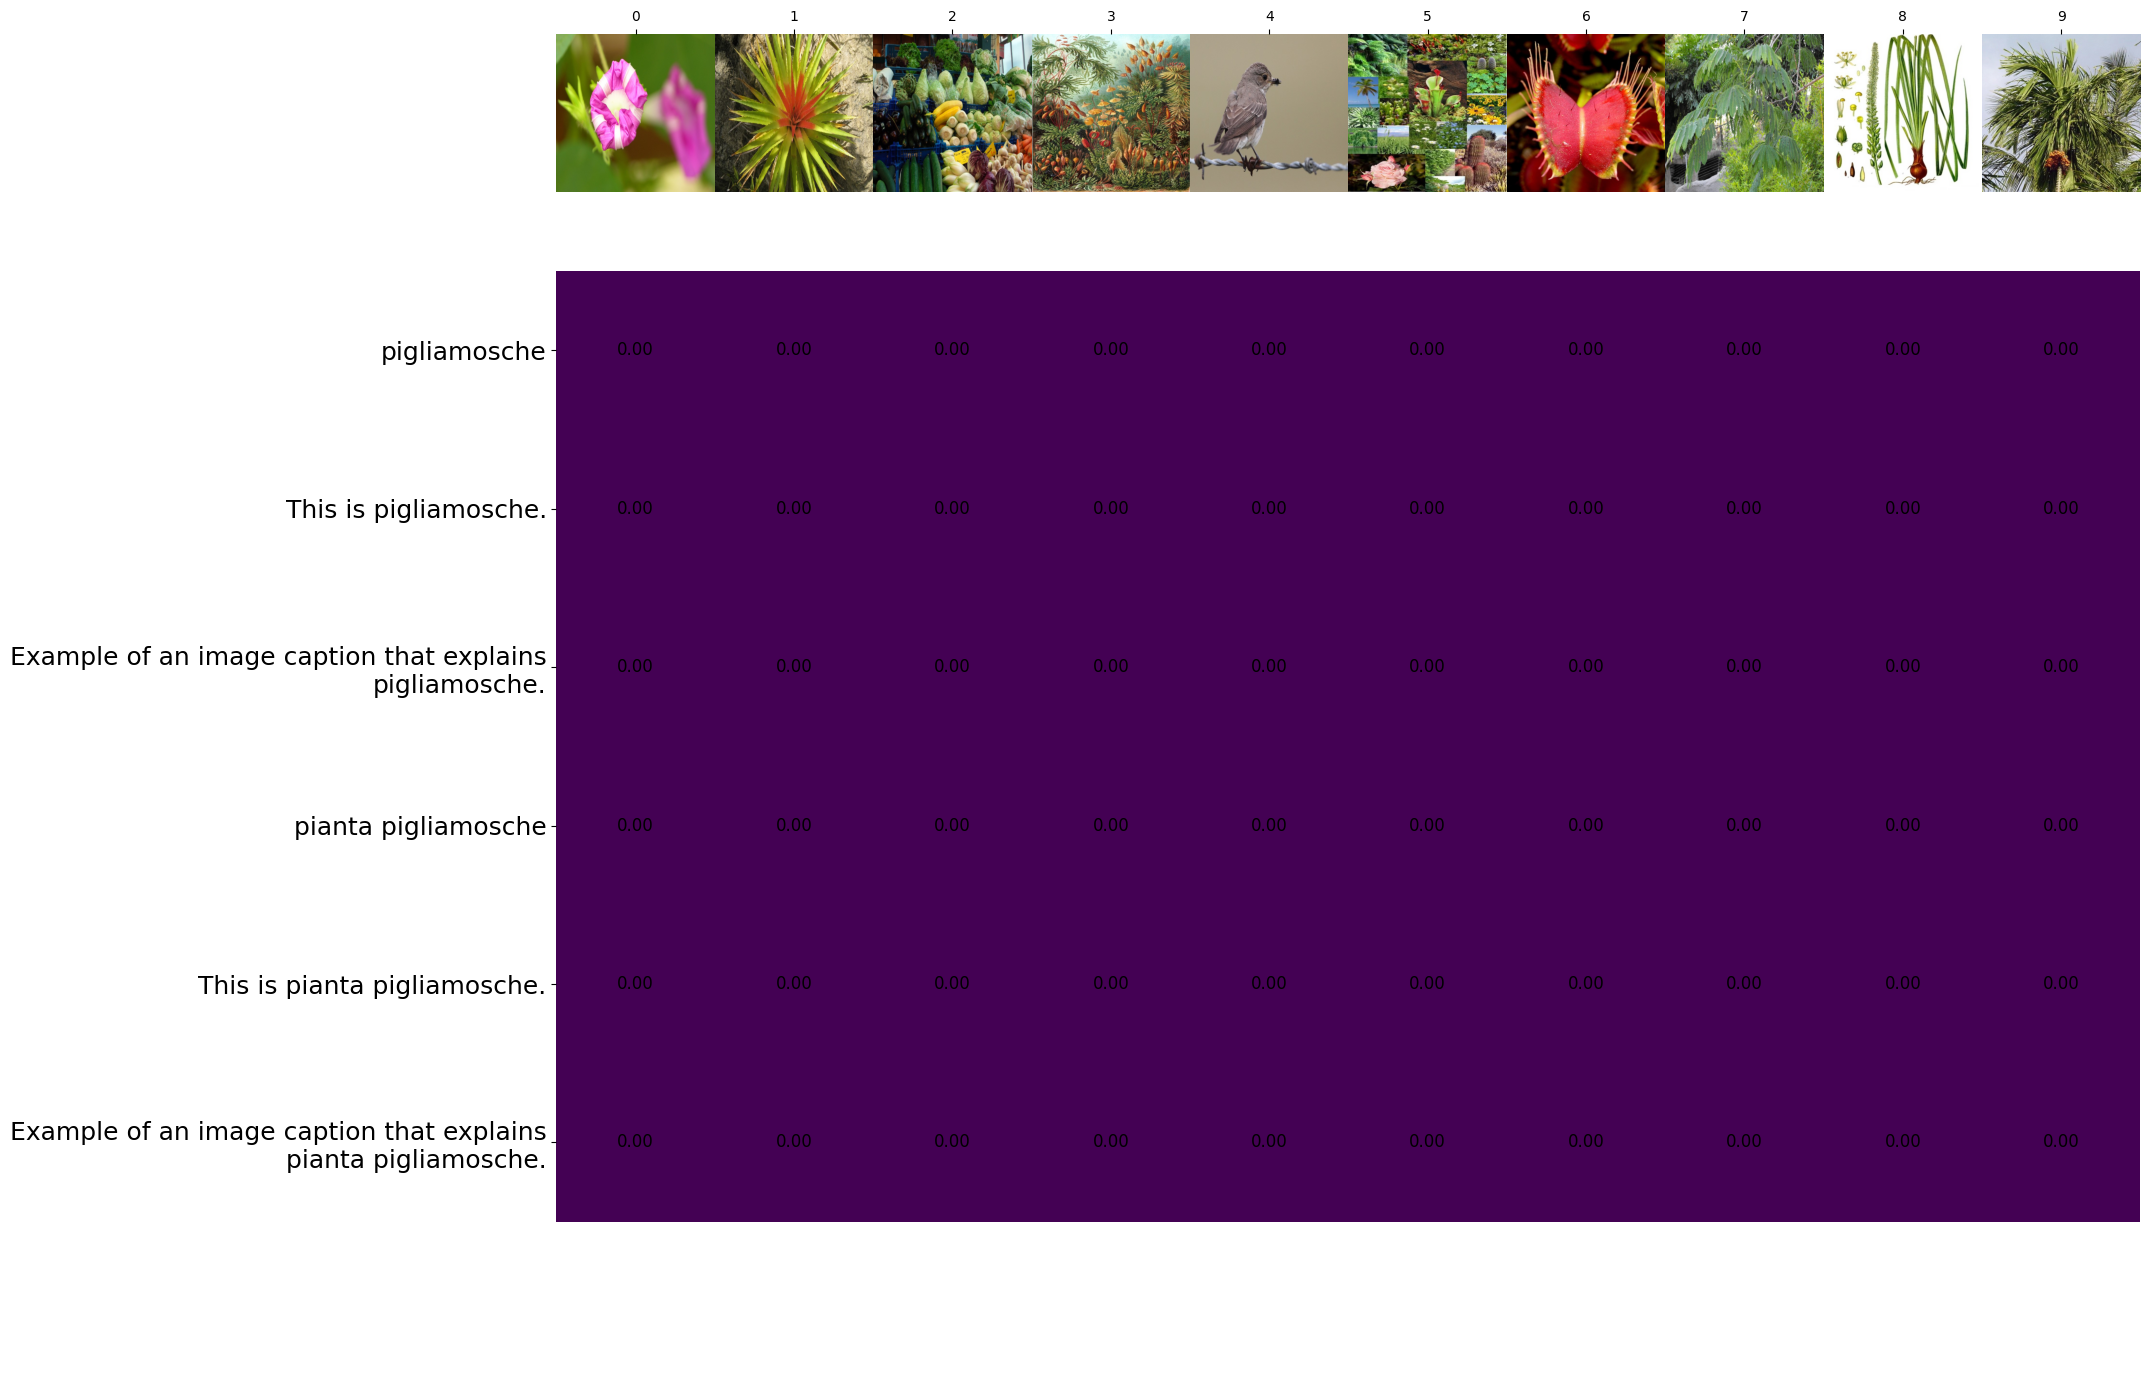 0 1 2 3 4 5 6 7 8 9
pigliamosche 0.00 0.00 0.00 0.00 0.00 0.00 0.00 0.00 0.00 0.00
This is pigliamosche. 0.00 0.00 0.00 0.00 0.00 0.00 0.00 0.00 0.00 0.00
Example of an image caption that explains
pigliamosche. 0.00 0.00 0.00 0.00 0.00 0.00 0.00 0.00 0.00 0.00
pianta pigliamosche 0.00 0.00 0.00 0.00 0.00 0.00 0.00 0.00 0.00 0.00
This is pianta pigliamosche. 0.00 0.00 0.00 0.00 0.00 0.00 0.00 0.00 0.00 0.00
Example of an image caption that explains
pianta pigliamosche. 0.00 0.00 0.00 0.00 0.00 0.00 0.00 0.00 0.00 0.00